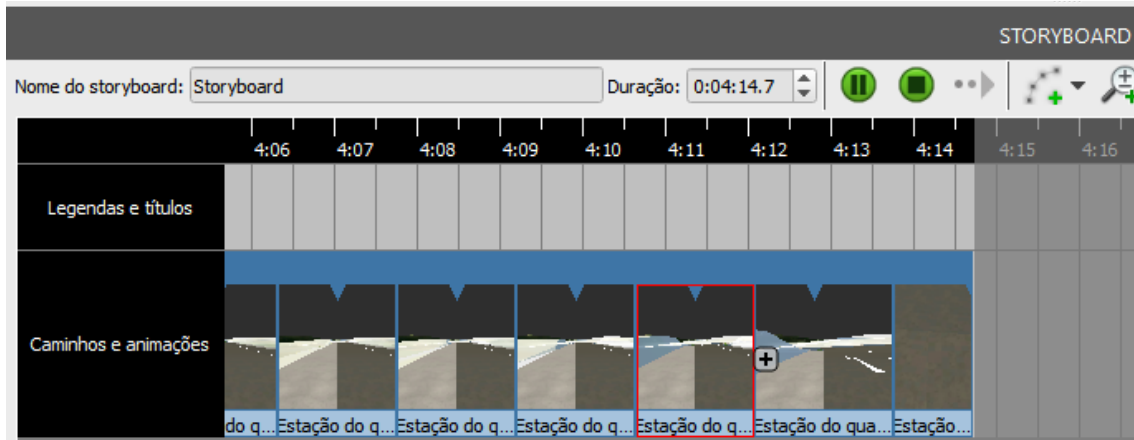 STORYBOARD
Nome do storyboard: Storyboard Duração: 0:04:14.7
4:06 4:07 4:08 4:09 4:10 4:11 4:12 4:13 4:14 4:15 4:16
Legendas e títulos
Caminhos e animações
do q... Estação do q... Estação do q... Estação do q... Estação do q... Estação do qua... Estação...